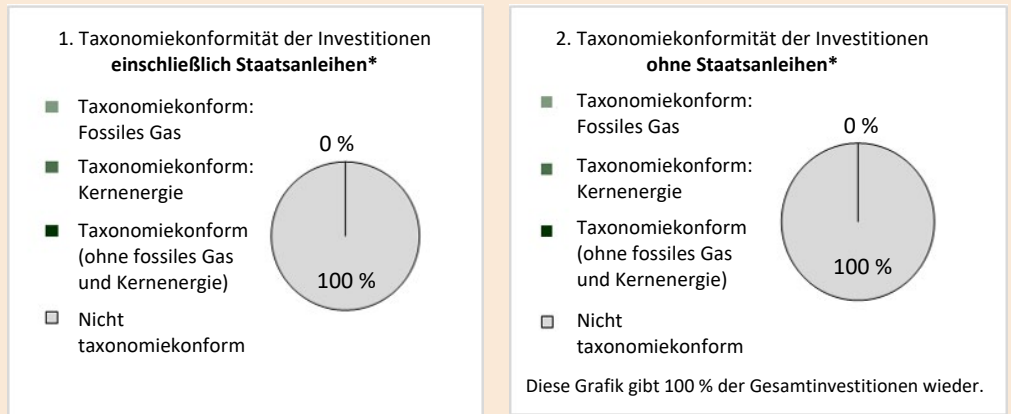 1. Taxonomiekonformität der Investitionen
einschließlich Staatsanleihen*
Taxonomiekonform:
Fossiles Gas
Taxonomiekonform:
Kernenergie
Taxonomiekonform
(ohne fossiles Gas
und Kernenergie)
Nicht
taxonomiekonform
0 %
100 %
2. Taxonomiekonformität der Investitionen
ohne Staatsanleihen*
Taxonomiekonform:
Fossiles Gas
Taxonomiekonform:
Kernenergie
Taxonomiekonform
(ohne fossiles Gas
und Kernenergie)
Nicht
taxonomiekonform
0 %
100 %
Diese Grafik gibt 100 % der Gesamtinvestitionen wieder.